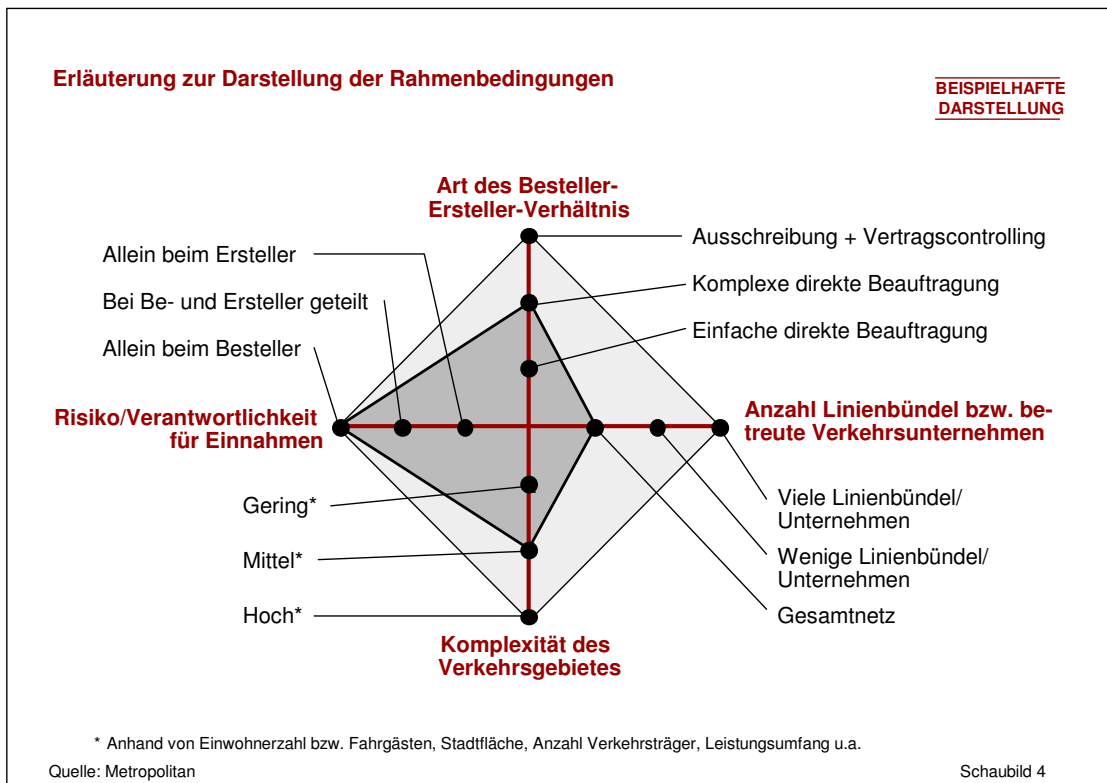 Erläuterung zur Darstellung der Rahmenbedingungen
BEISPIELHAFTE
DARSTELLUNG
Art des Besteller-
Ersteller-Verhältnis
Allein beim Ersteller
Bei Be- und Ersteller geteilt
Allein beim Besteller
Ausschreibung + Vertragscontrolling
Komplexe direkte Beauftragung
Einfache direkte Beauftragung
Risiko/Verantwortlichkeit
für Einnahmen
Anzahl Linienbündel bzw. be-
treute Verkehrsunternehmen
Gering*
Mittel*
Hoch*
Viele Linienbündel/
Unternehmen
Wenige Linienbündel/
Unternehmen
Gesamtnetz
Komplexität des
Verkehrsgebietes
* Anhand von Einwohnerzahl bzw. Fahrgästen, Stadtfläche, Anzahl Verkehrsträger, Leistungsumfang u.a.
Quelle: Metropolitan
Schaubild 4